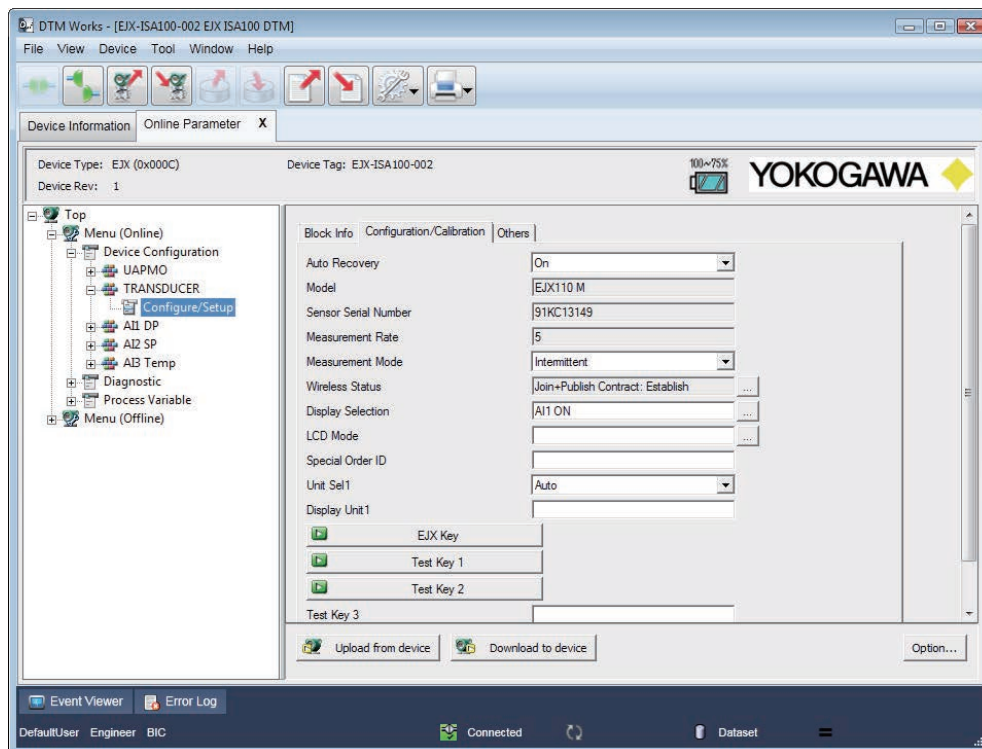 DTM Works - [EJX-ISA100-002 EJX ISA100 DTM]
File View Device Tool Window Help
Device Information Online Parameter X
Device Type: EJX (0x000C) Device Tag: EJX-ISA100-002 100~75% YOKOGAWA
Device Rev: 1
Top
Menu (Online)
Device Configuration
UAPMO
TRANSDUCER
Configure/Setup
AI1 DP
AI2 SP
AI3 Temp
Diagnostic
Process Variable
Menu (Offline)
Block Info Configuration/Calibration Others
Auto Recovery On
Model EJX110 M
Sensor Serial Number 91KC13149
Measurement Rate 5
Measurement Mode Intermittent
Wireless Status Join+Publish Contract: Establish ...
Display Selection AI1 ON ...
LCD Mode ...
Special Order ID
Unit Sel1 Auto
Display Unit1
EJX Key
Test Key 1
Test Key 2
Test Key 3
Upload from device Download to device Option...
Event Viewer Error Log
DefaultUser Engineer BIC Connected Dataset